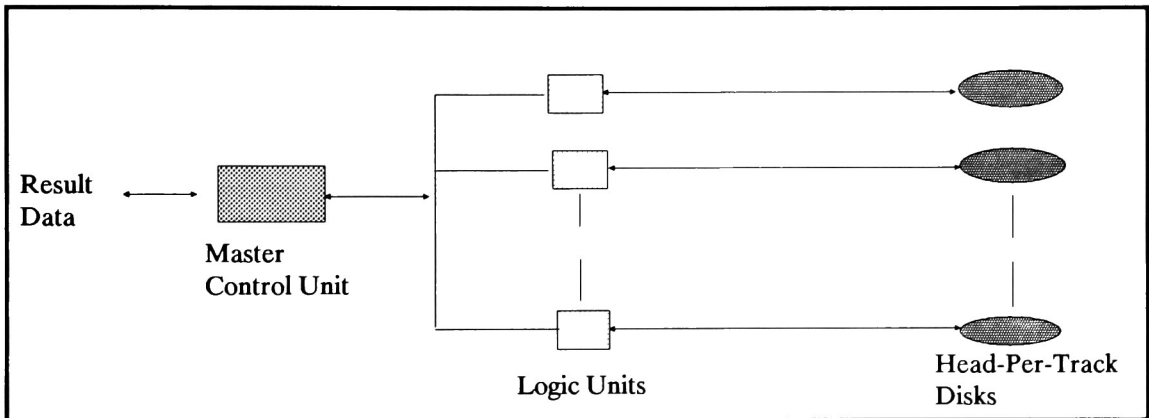 Result
Data
Master
Control Unit
Logic Units
Head-Per-Track
Disks